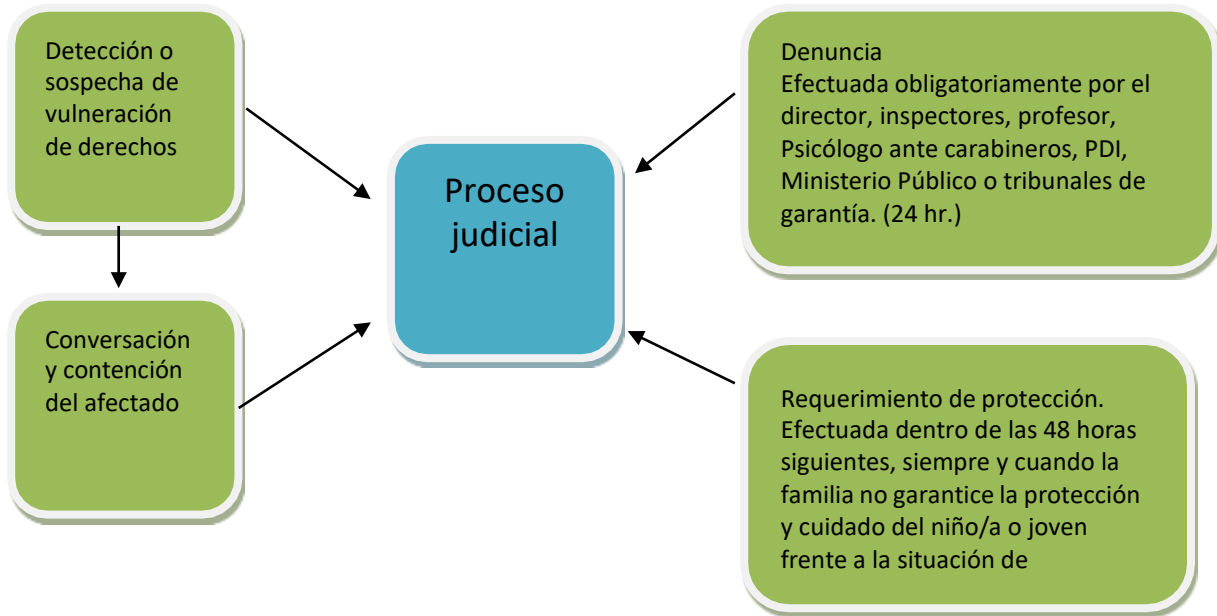 Detección o
sospecha de
vulneración
de derechos
Conversación
y contención
del afectado
Proceso
judicial
Denuncia
Efectuada obligatoriamente por el
director, inspectores, profesor,
Psicólogo ante carabineros, PDI,
Ministerio Público o tribunales de
garantía. (24 hr.)
Requerimiento de protección.
Efectuada dentro de las 48 horas
siguientes, siempre y cuando la
familia no garantice la protección
y cuidado del niño/a o joven
frente a la situación de